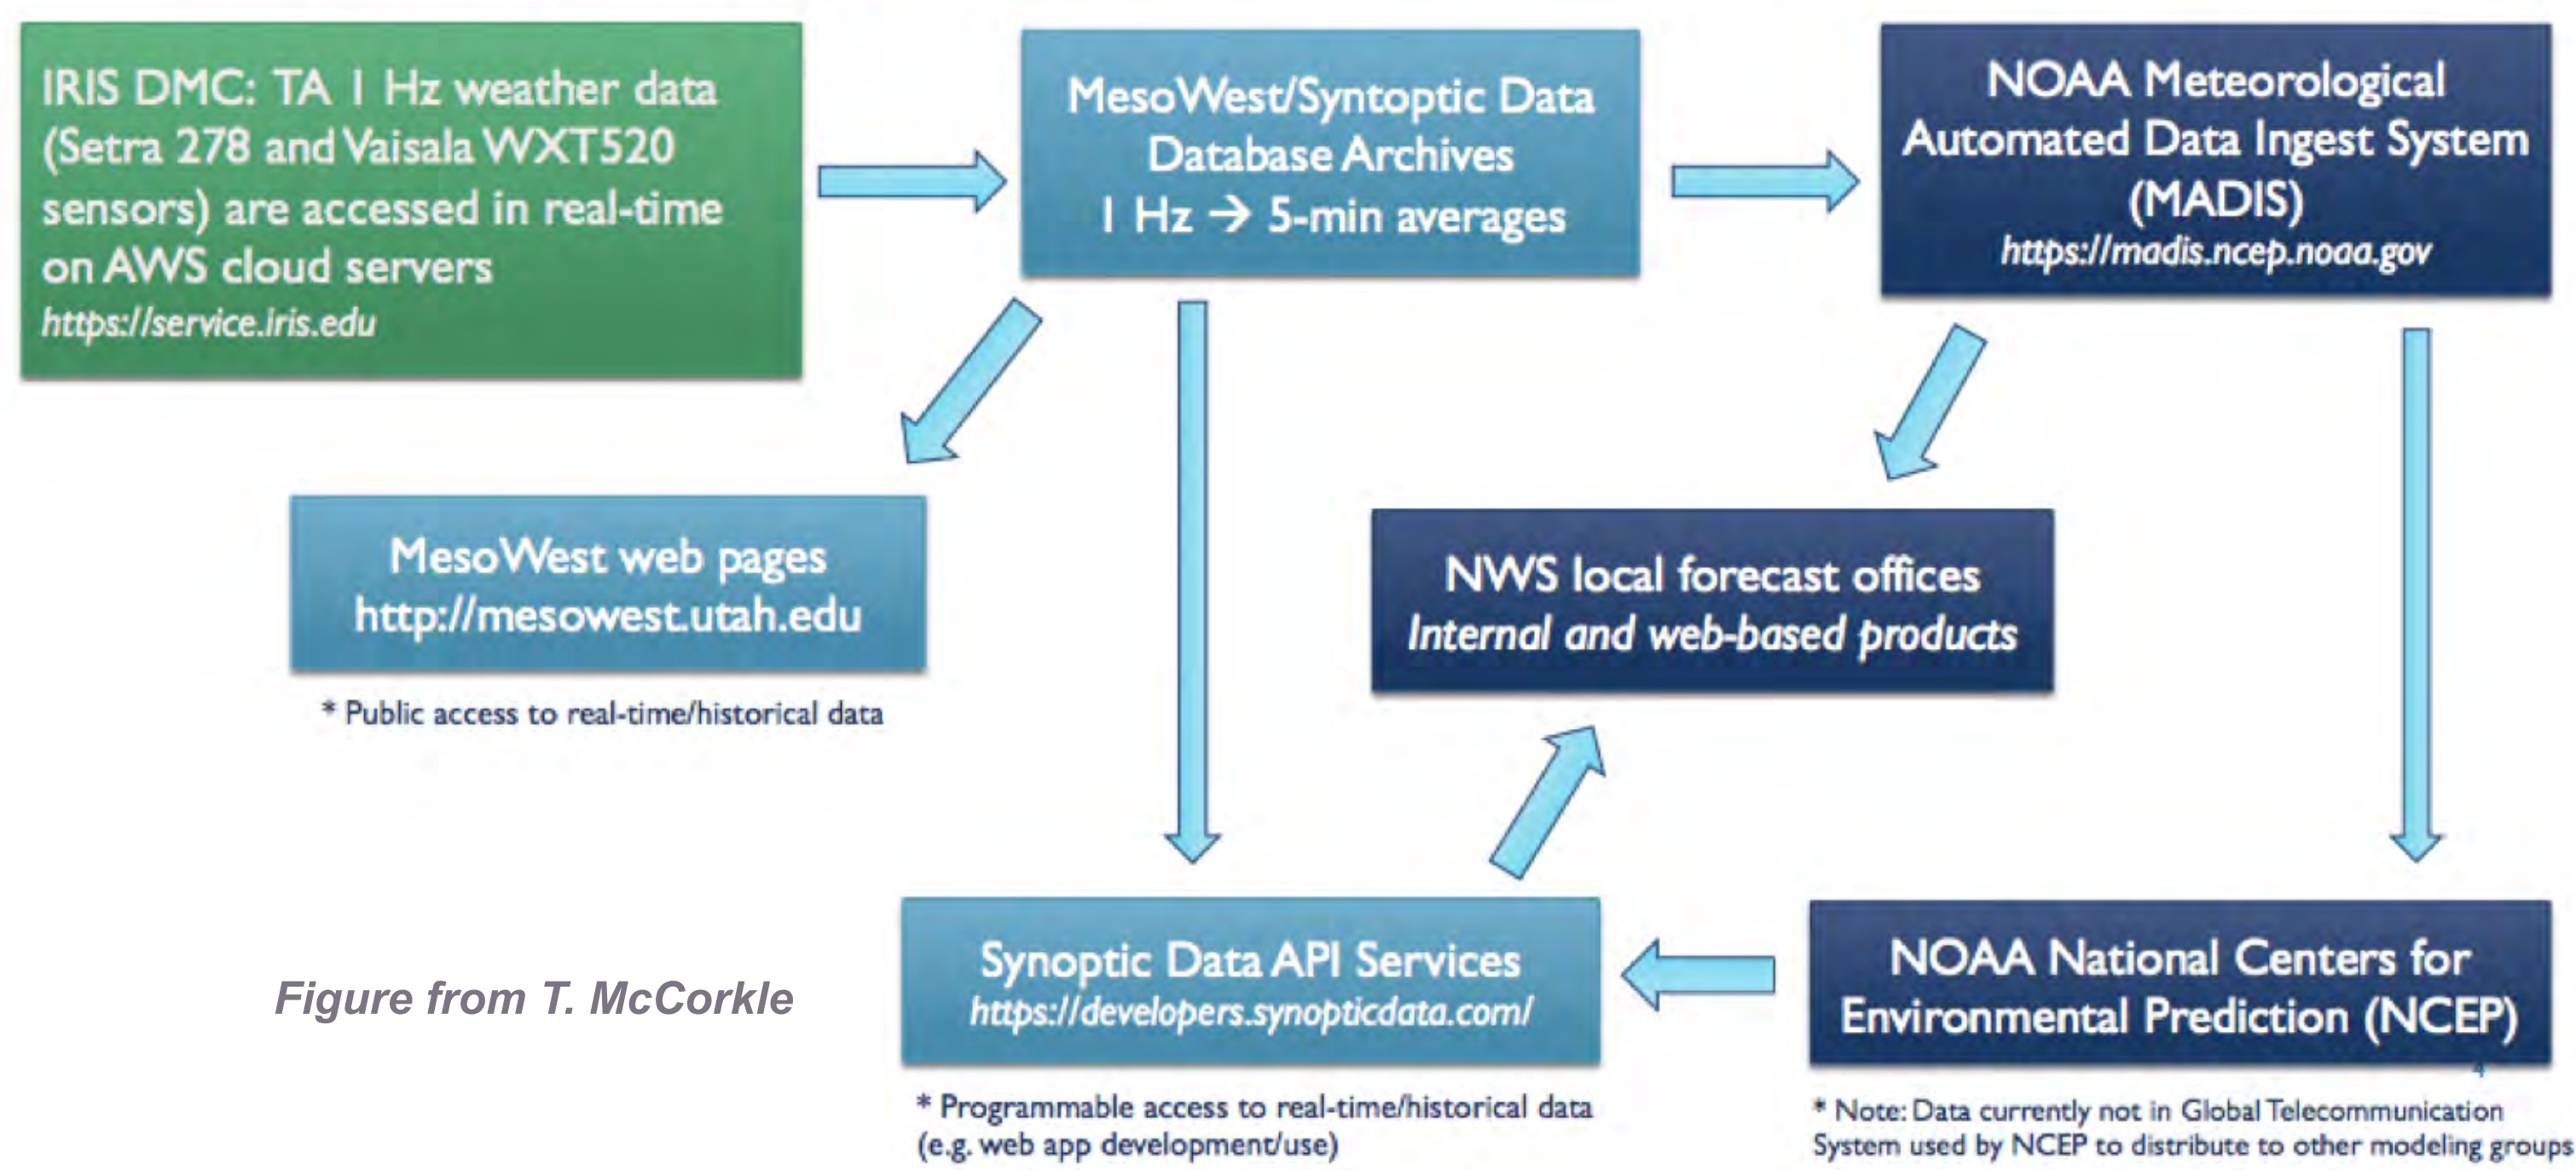 IRIS DMC: TA 1 Hz weather data
(Setra 278 and Vaisala WXT520
sensors) are accessed in real-time
on AWS cloud servers
https://service.iris.edu
MesoWest/Syntoptic Data
Database Archives
1 Hz → 5-min averages
NOAA Meteorological
Automated Data Ingest System
(MADIS)
https://madis.ncep.noaa.gov
MesoWest web pages
http://mesowest.utah.edu
* Public access to real-time/historical data
NWS local forecast offices
Internal and web-based products
Figure from T. McCorkle
Synoptic Data API Services
https://developers.synopticdata.com/
* Programmable access to real-time/historical data
(e.g. web app development/use)
NOAA National Centers for
Environmental Prediction (NCEP)
4
* Note: Data currently not in Global Telecommunication
System used by NCEP to distribute to other modeling groups